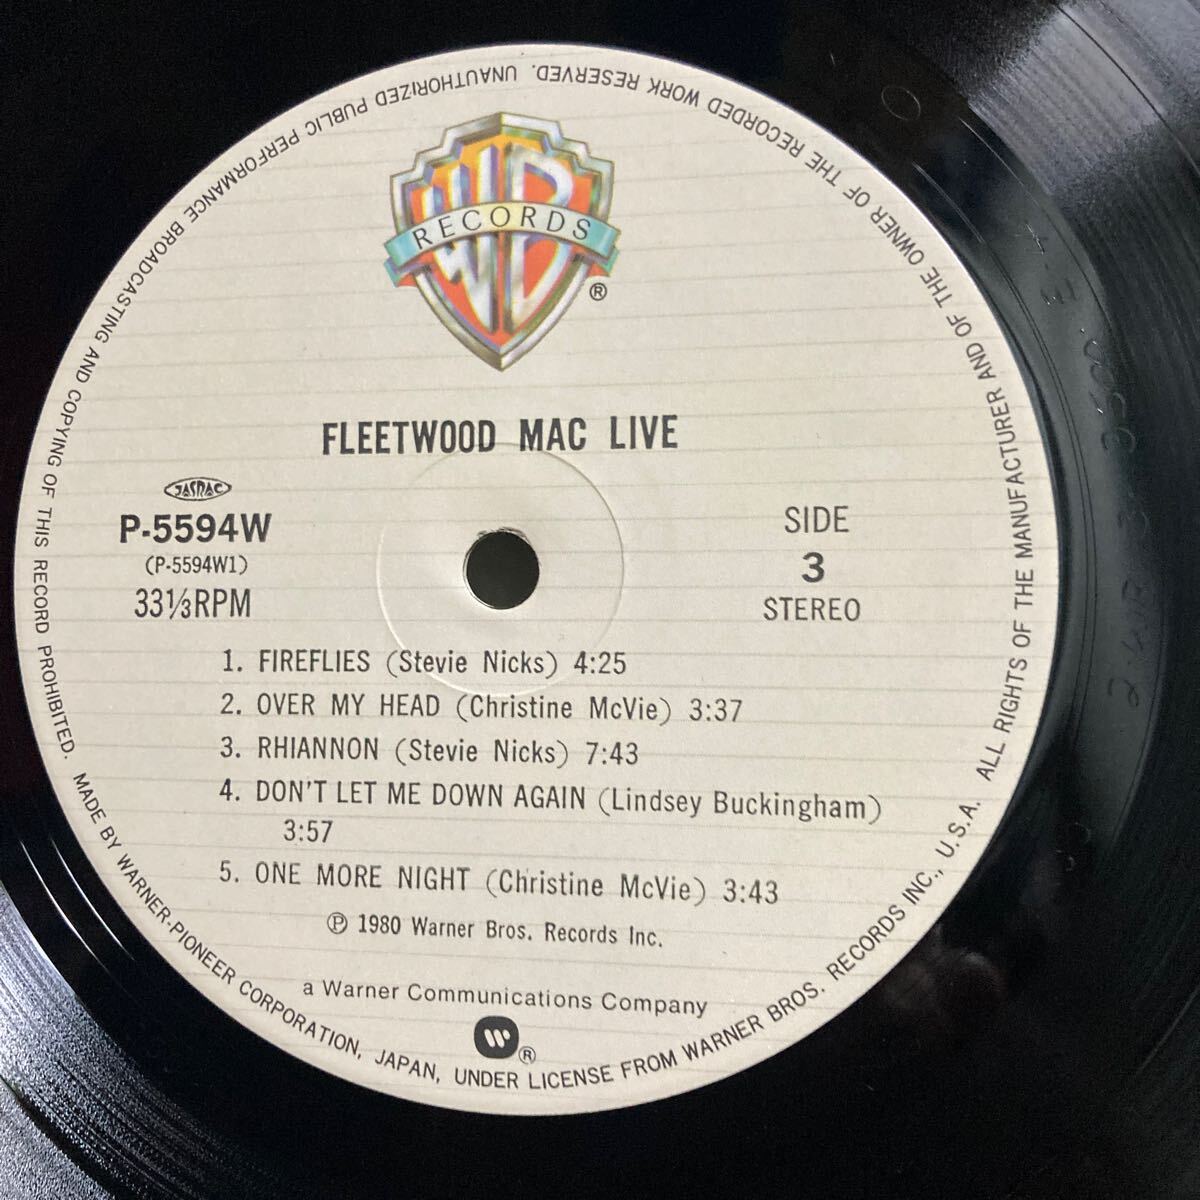 WB
RECORDS
®
FLEETWOOD MAC LIVE
JASRAC
P-5594W
(P-5594W1)
33⅓RPM
SIDE
3
STEREO
1. FIREFLIES (Stevie Nicks) 4:25
2. OVER MY HEAD (Christine McVie) 3:37
3. RHIANNON (Stevie Nicks) 7:43
4. DON'T LET ME DOWN AGAIN (Lindsey Buckingham)
3:57
5. ONE MORE NIGHT (Christine McVie) 3:43
Ⓟ 1980 Warner Bros. Records Inc.
a Warner Communications Company
®
MADE BY WARNER-PIONEER CORPORATION, JAPAN, UNDER LICENSE FROM WARNER BROS. RECORDS INC., U.S.A. ALL RIGHTS OF THE MANUFACTURER AND OF THE OWNER OF THE RECORDED WORK RESERVED. UNAUTHORIZED PUBLIC PERFORMANCE BROADCASTING AND COPYING OF THIS RECORD PROHIBITED.